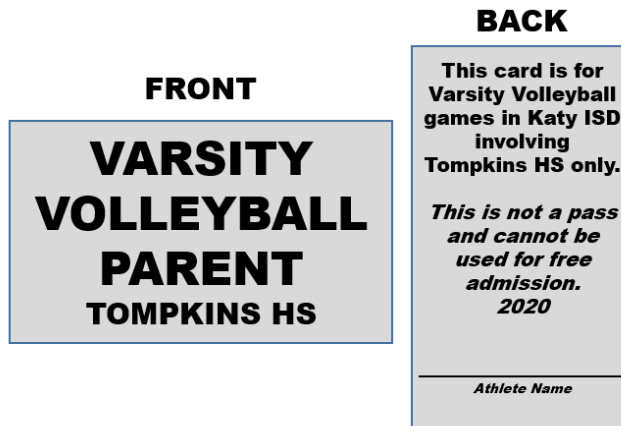 FRONT
VARSITY
VOLLEYBALL
PARENT
TOMPKINS HS
BACK
This card is for
Varsity Volleyball
games in Katy ISD
involving
Tompkins HS only.
This is not a pass
and cannot be
used for free
admission.
2020
Athlete Name